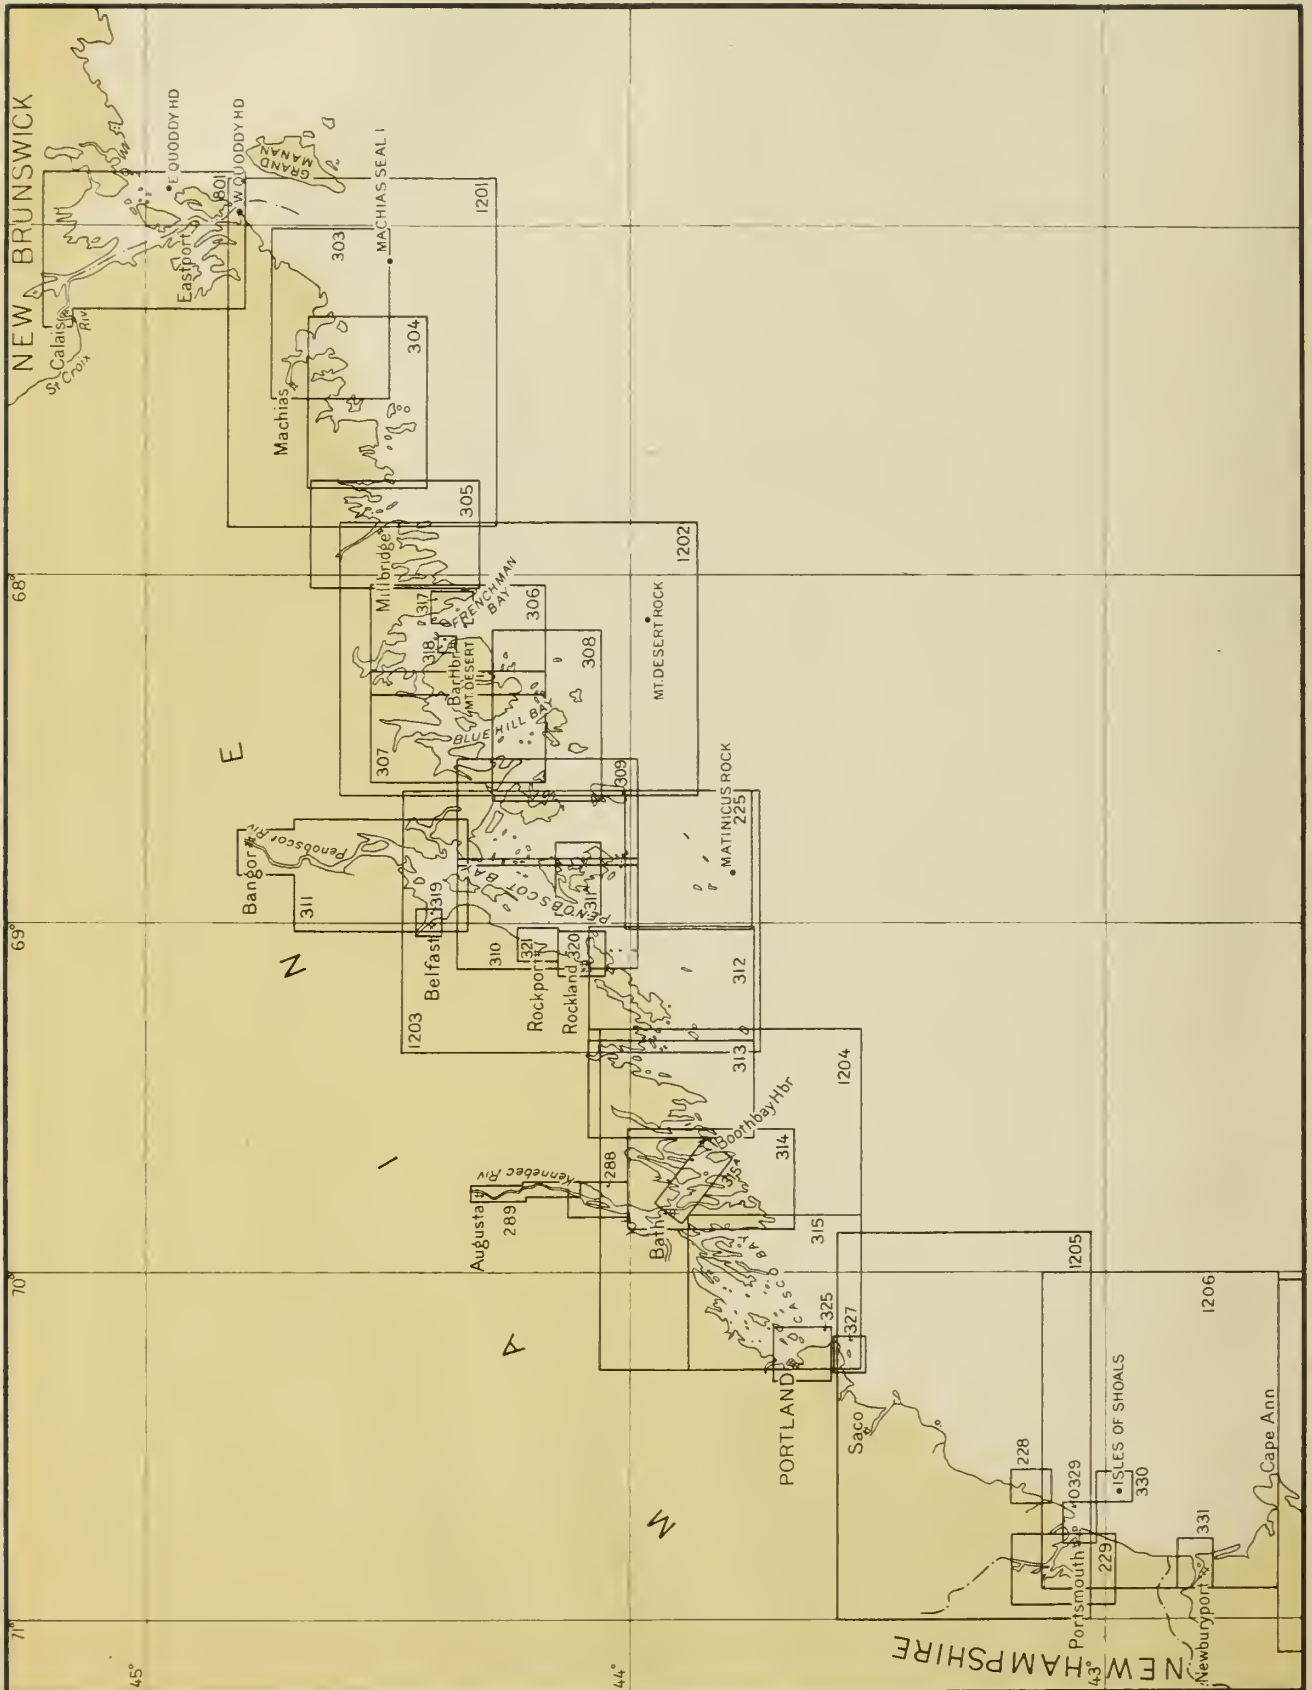 NEW BRUNSWICK
St Croix
Riv
Calais
Eastport
801
E QUODDY HD
W QUODDY HD
GRAND
MANAN
1201
303
MACHIAS SEAL I
304
Machias
305
68°
Millbridge
1202
317
FRENCHMAN
BAY
306
318
Bar Hbr
MT. DESERT
308
MT. DESERT ROCK
BLUE HILL BAY
307
309
MATINICUS ROCK
225
Bangor
Penobscot Riv
311
319
PENOBSCOT BAY
311
69°
Belfast
310
321
320
Rockport
Rockland
312
1203
313
1204
Boothbay Hbr
314
315A
Kennebec Riv
288
Augusta
289
Bath
315
1205
70°
CASCO BAY
1206
325
327
PORTLAND
Saco
228
0329
ISLES OF SHOALS
330
Cape Ann
Portsmouth
229
331
Newburyport
71°
NEW HAMPSHIRE
45°
44°
43°
M A I N E